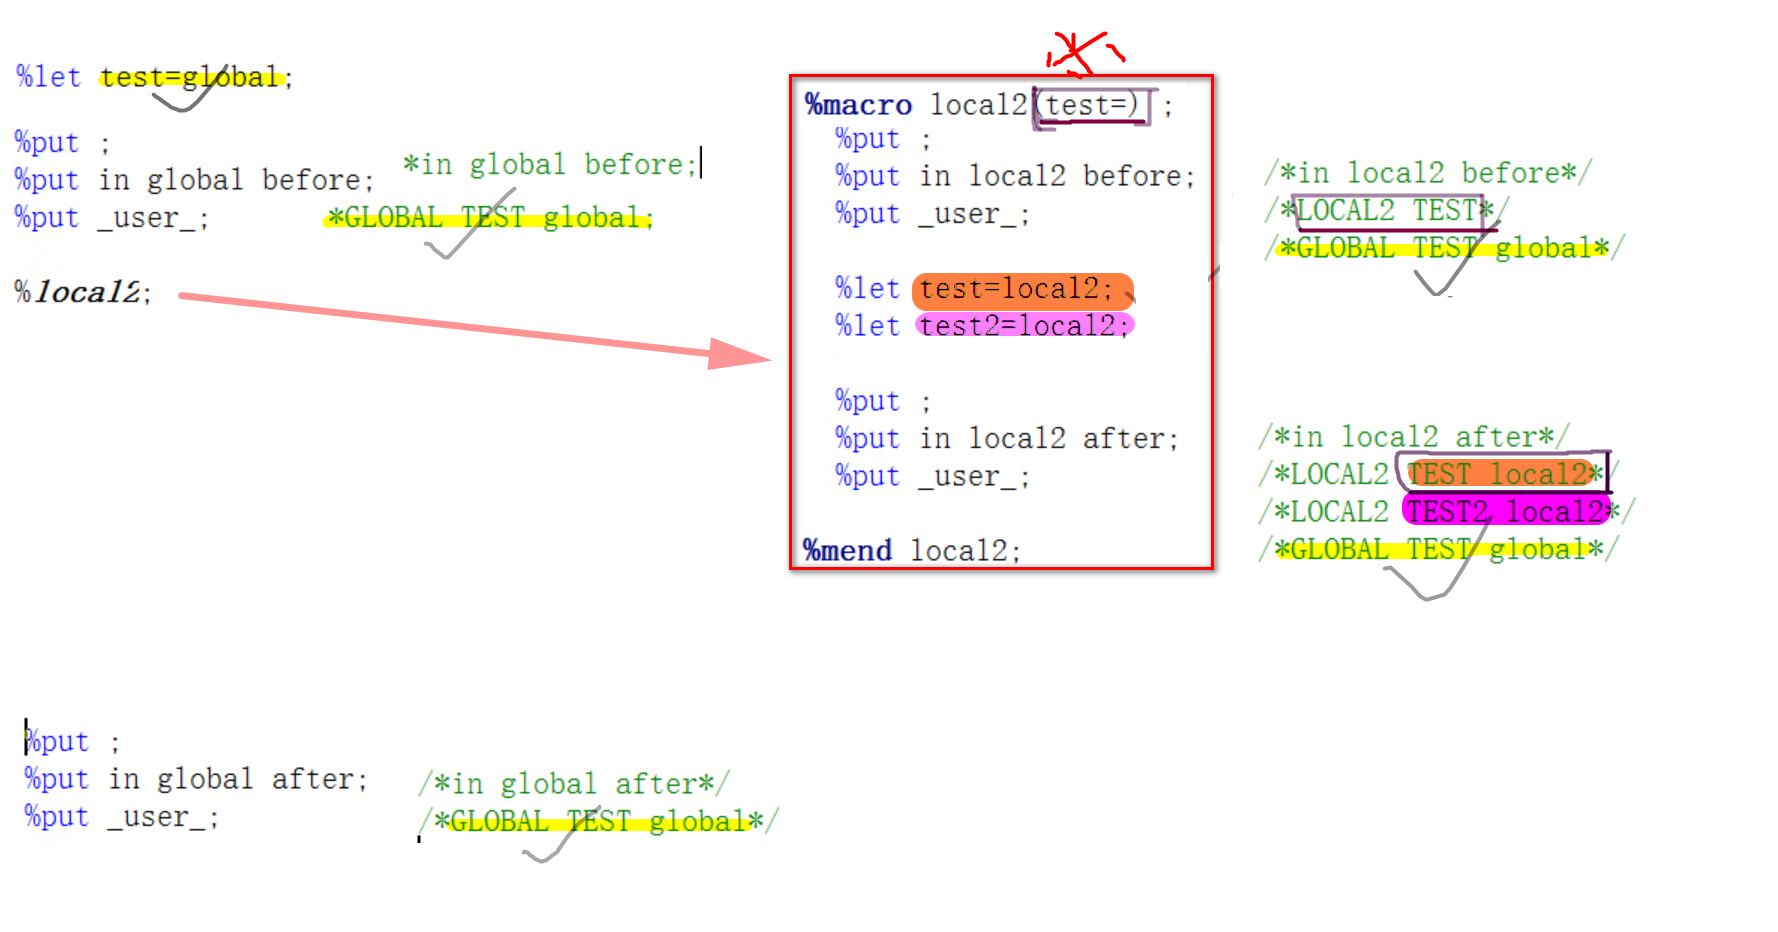 %let test=global;
%put ;
%put in global before;
*in global before;
%put _user_;
*GLOBAL TEST global;
%local2;
%macro local2(test=) ;
%put ;
%put in local2 before;
%put _user_;
%let test=local2;
%let test2=local2;
%put ;
%put in local2 after;
%put _user_;
%mend local2;
/*in local2 before*/
/*LOCAL2 TEST*/
/*GLOBAL TEST global*/
/*in local2 after*/
/*LOCAL2 TEST local2*/
/*LOCAL2 TEST2 local2*/
/*GLOBAL TEST global*/
%put ;
%put in global after;
%put _user_;
/*in global after*/
/*GLOBAL TEST global*/